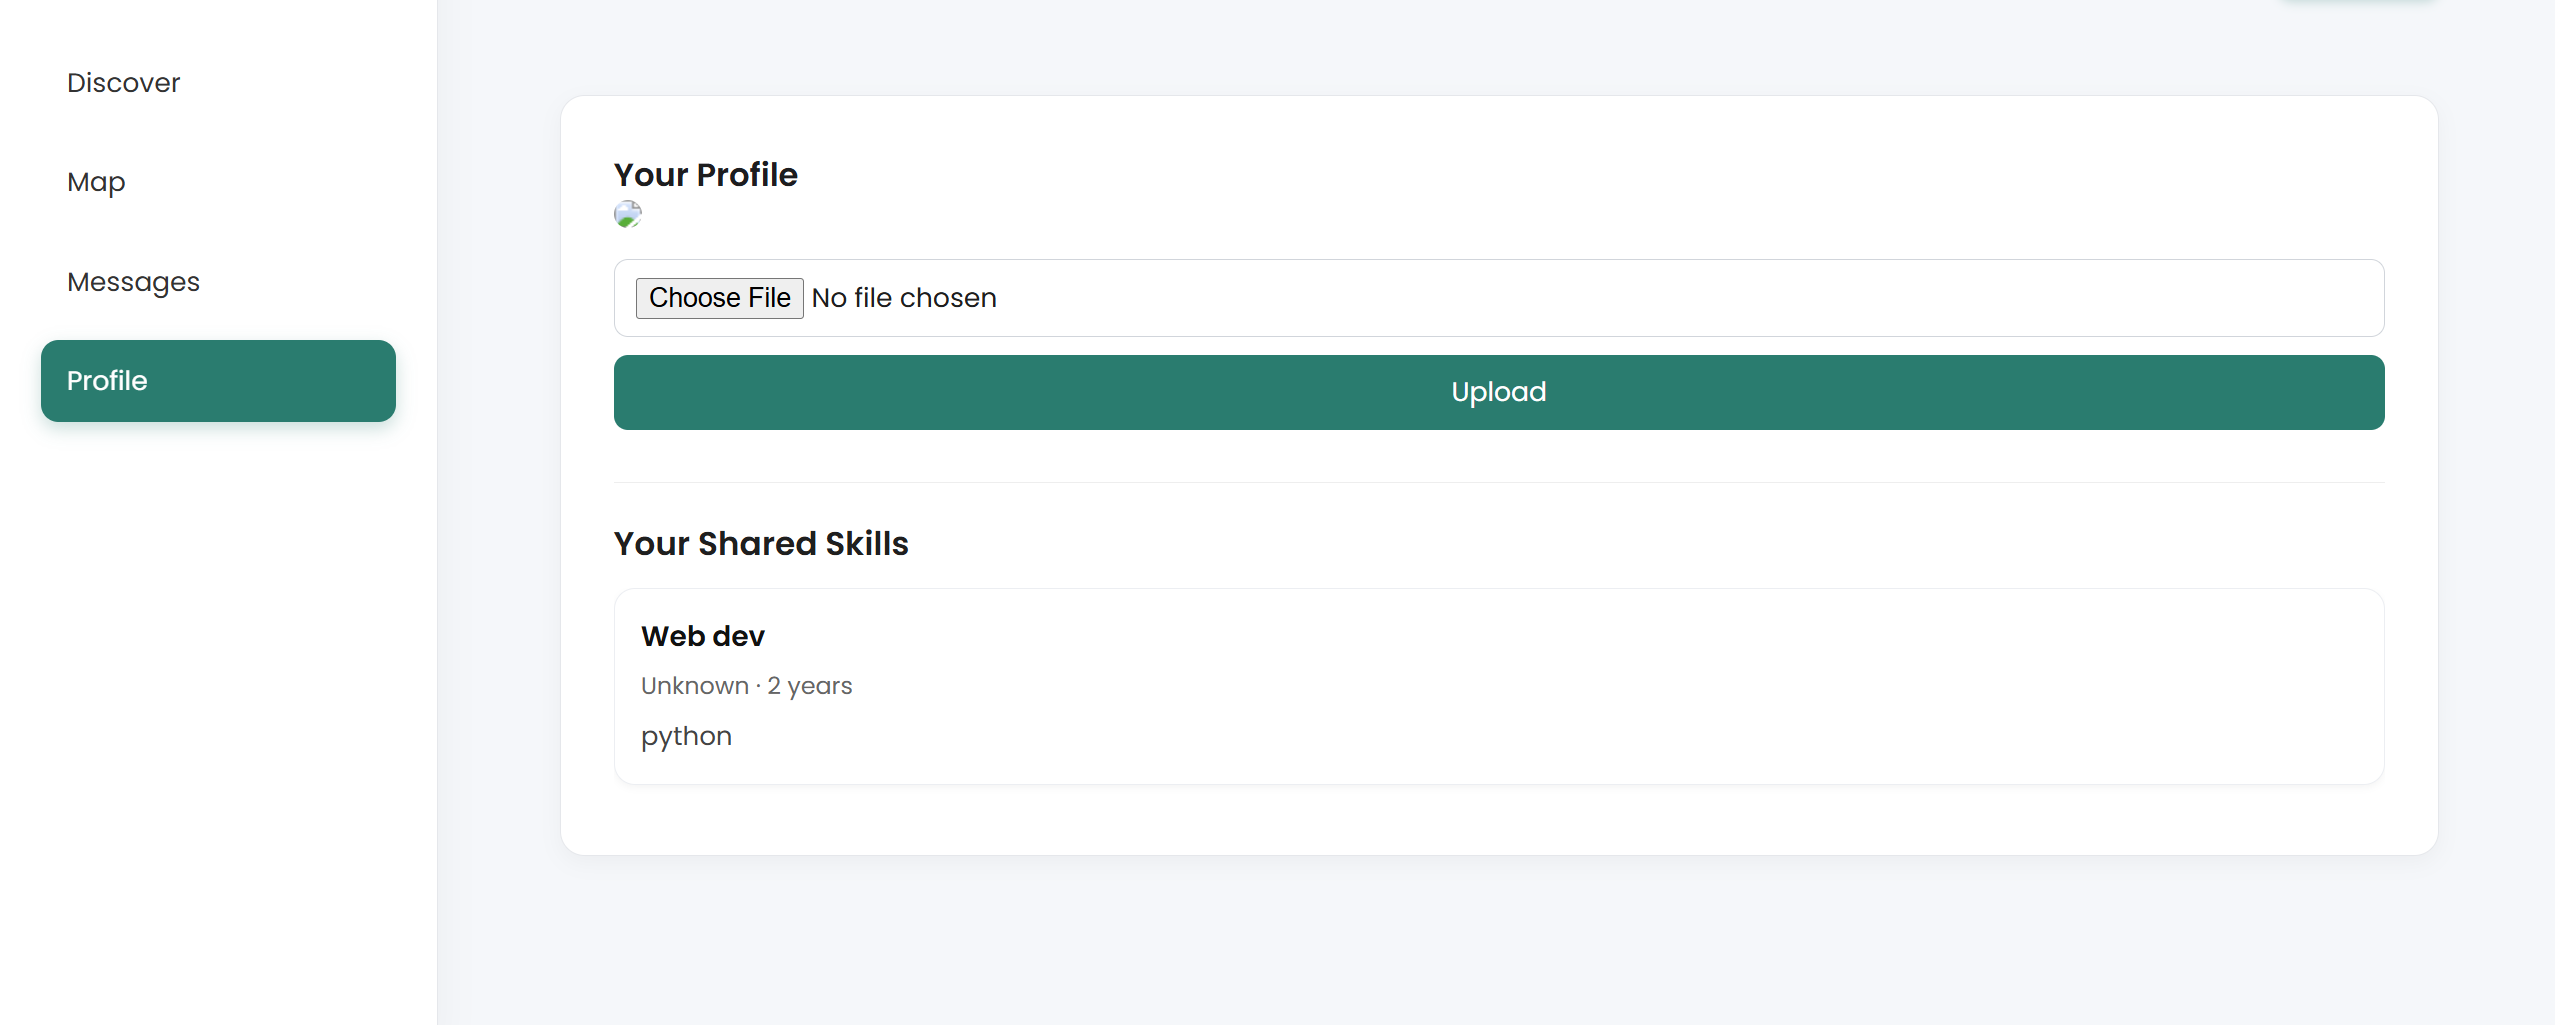 Discover
Map
Messages
Profile
Your Profile
Choose File No file chosen
Upload
Your Shared Skills
Web dev
Unknown · 2 years
python